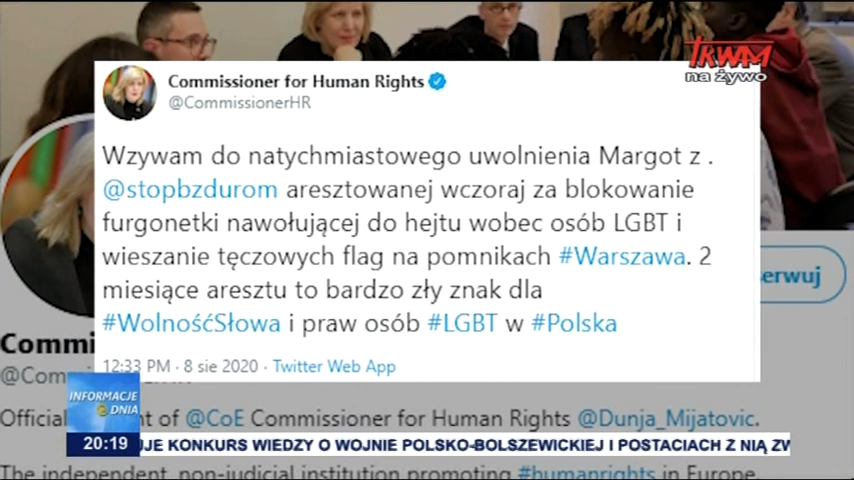 TRWAM
na żywo
Commissioner for Human Rights
@CommissionerHR
Wzywam do natychmiastowego uwolnienia Margot z .
@stopbzdurom aresztowanej wczoraj za blokowanie
furgonetki nawołującej do hejtu wobec osób LGBT i
wieszanie tęczowych flag na pomnikach #Warszawa. 2
miesiące aresztu to bardzo zły znak dla
#WolnośćSłowa i praw osób #LGBT w #Polska
12:33 PM · 8 sie 2020 · Twitter Web App
serwuj
Commi
@Com
INFORMACJE
DNIA
Official of @CoE Commissioner for Human Rights @Dunja_Mijatovic.
20:19 UJE KONKURS WIEDZY O WOJNIE POLSKO-BOLSZEWICKIEJ I POSTACIACH Z NIĄ ZW
The independent, non-judicial institution promoting #humanrights in Europe.